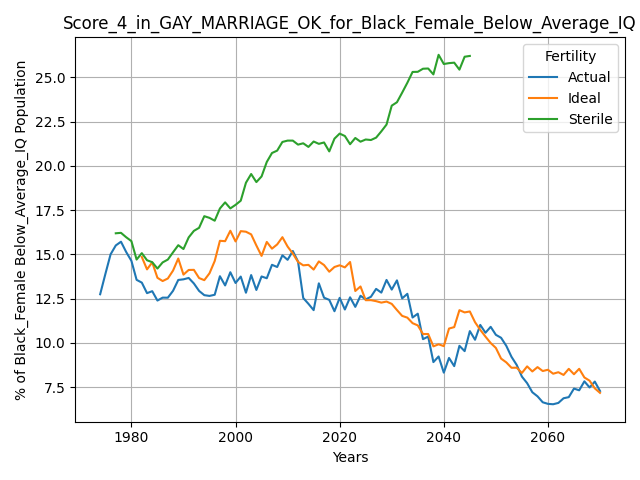 Score_4_in_GAY_MARRIAGE_OK_for_Black_Female_Below_Average_IQ
% of Black_Female Below_Average_IQ Population
25.0
22.5
20.0
17.5
15.0
12.5
10.0
7.5
Fertility
Actual
Ideal
Sterile
1980
2000
2020
2040
2060
Years